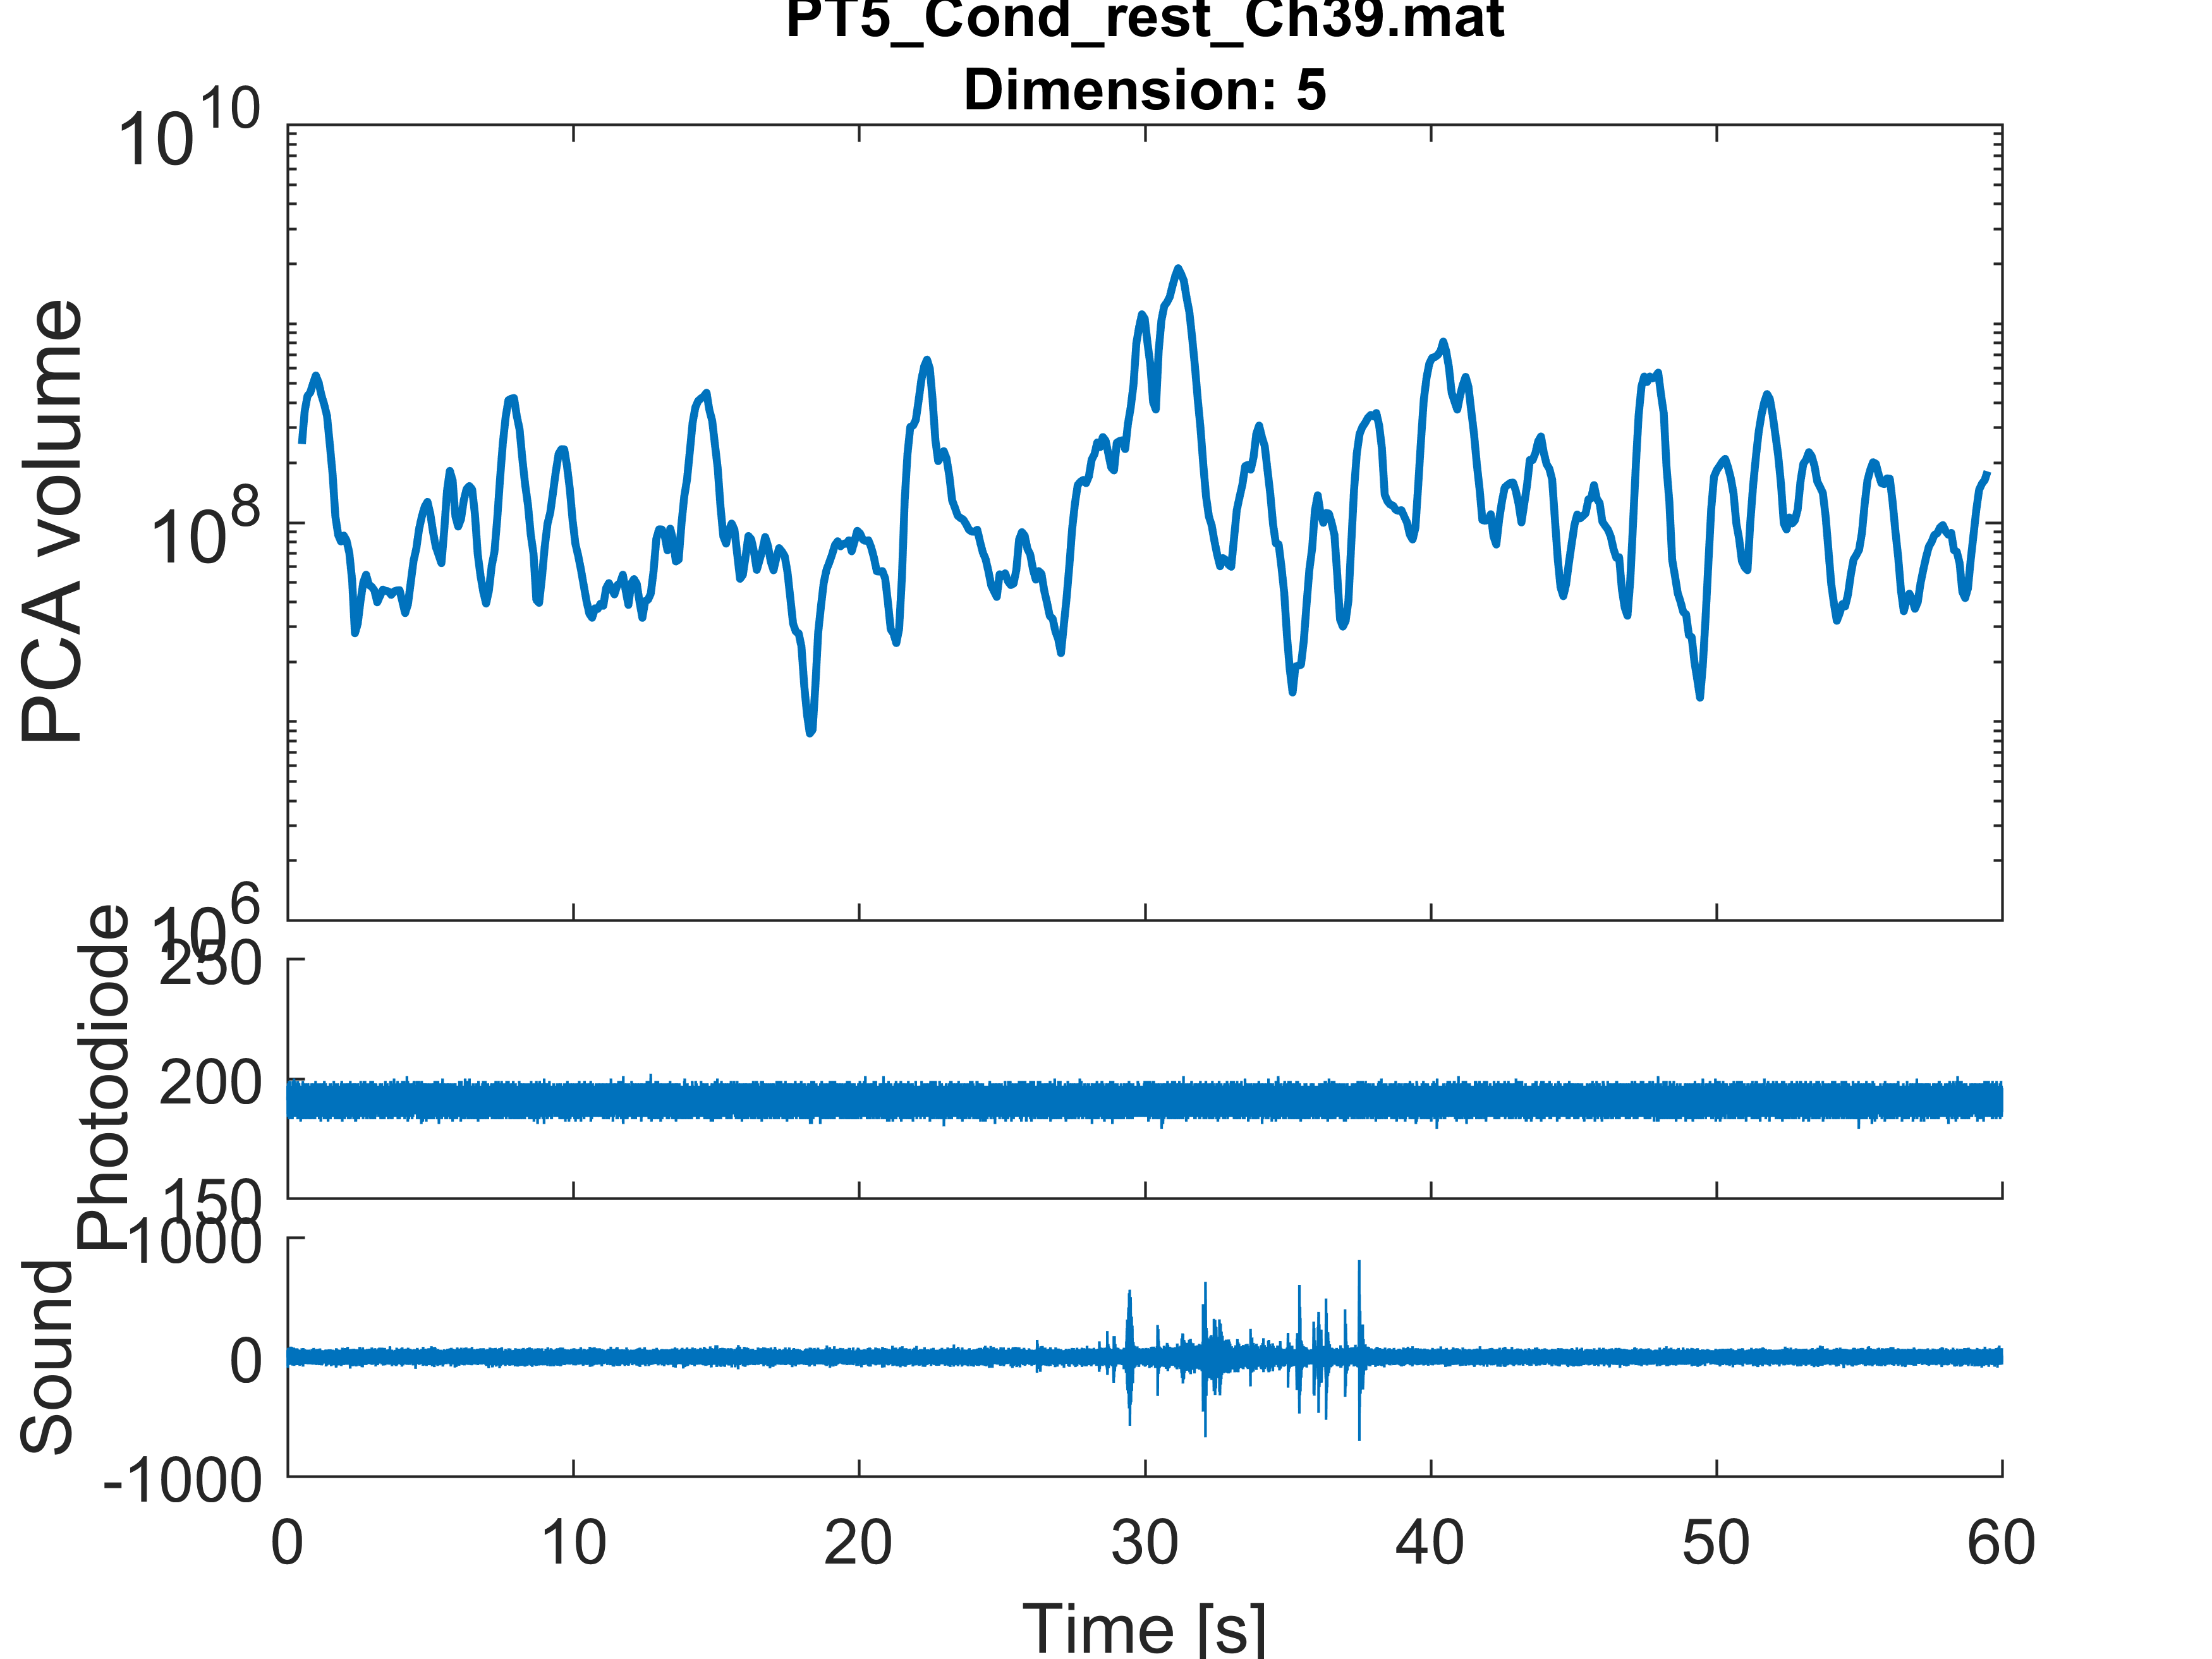 PT5_Cond_rest_Ch39.mat
Dimension: 5
10^10
10^8
10^6
PCA volume
250
200
150
Photodiode
1000
0
-1000
Sound
0 10 20 30 40 50 60
Time [s]